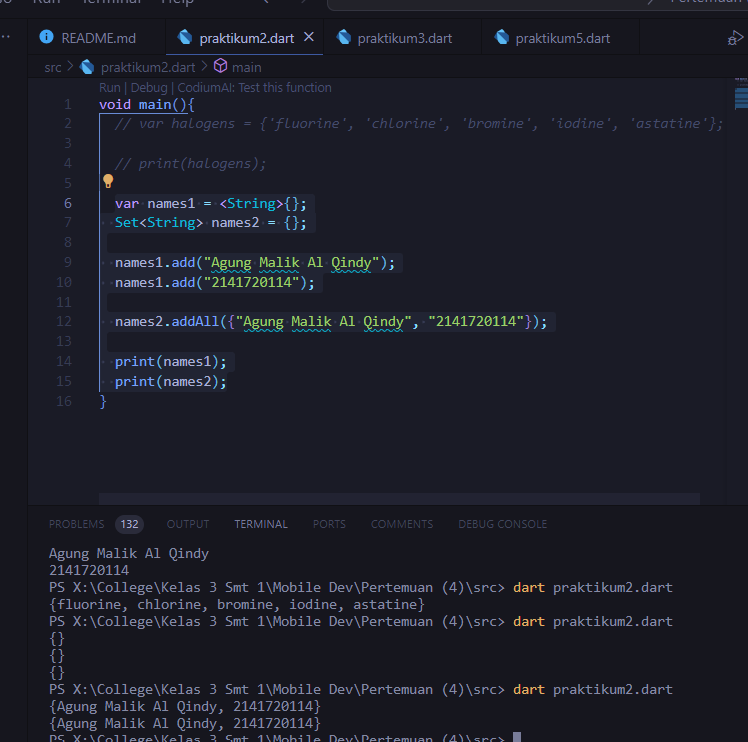 Run Terminal Help
README.md praktikum2.dart praktikum3.dart praktikum5.dart
src > praktikum2.dart > main
Run | Debug | CodiumAI: Test this function
1 void main(){
2 // var halogens = {'fluorine', 'chlorine', 'bromine', 'iodine', 'astatine'};
3
4 // print(halogens);
5
6 var names1 = <String>{};
7 Set<String> names2 = {};
8
9 names1.add("Agung Malik Al Qindy");
10 names1.add("2141720114");
11
12 names2.addAll({"Agung Malik Al Qindy", "2141720114"});
13
14 print(names1);
15 print(names2);
16 }
PROBLEMS 132 OUTPUT TERMINAL PORTS COMMENTS DEBUG CONSOLE
Agung Malik Al Qindy
2141720114
PS X:\College\Kelas 3 Smt 1\Mobile Dev\Pertemuan (4)\src> dart praktikum2.dart
{fluorine, chlorine, bromine, iodine, astatine}
PS X:\College\Kelas 3 Smt 1\Mobile Dev\Pertemuan (4)\src> dart praktikum2.dart
{}
{}
{}
PS X:\College\Kelas 3 Smt 1\Mobile Dev\Pertemuan (4)\src> dart praktikum2.dart
{Agung Malik Al Qindy, 2141720114}
{Agung Malik Al Qindy, 2141720114}
PS X:\College\Kelas 3 Smt 1\Mobile Dev\Pertemuan (4)\src>